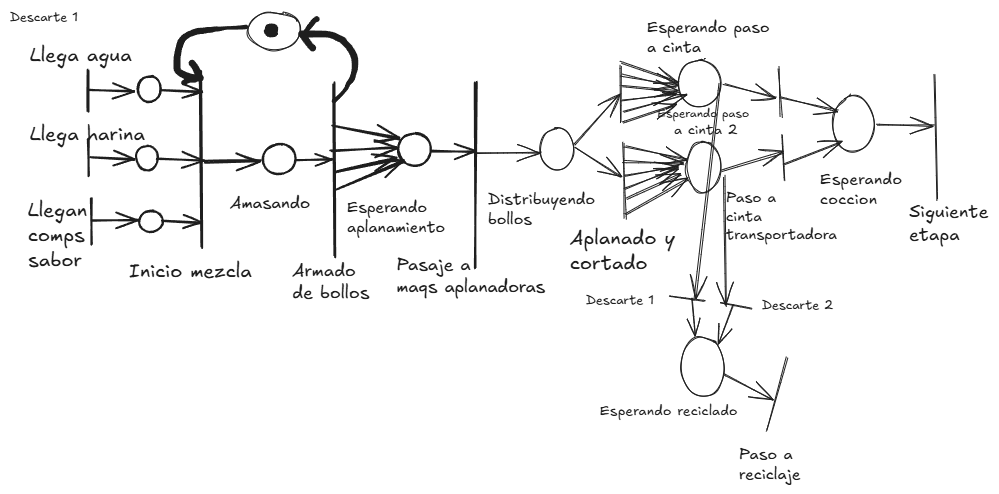 Descarte 1
Llega agua
Llega harina
Llegan
comps
sabor
Inicio mezcla
Amasando
Armado
de bollos
Esperando
aplanamiento
Pasaje a
maqs aplanadoras
Distribuyendo
bollos
Aplanado y
cortado
Esperando paso
a cinta
Esperando paso
a cinta 2
Paso a
cinta
transportadora
Esperando
coccion
Siguiente
etapa
Descarte 1
Descarte 2
Esperando reciclado
Paso a
reciclaje